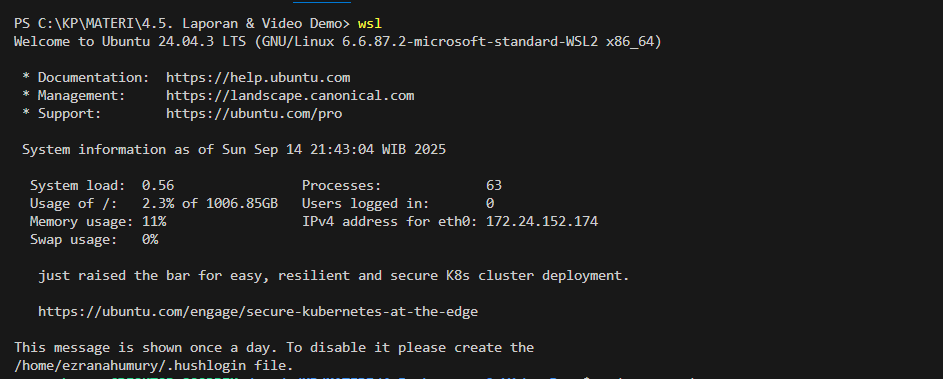 PS C:\KP\MATERI\4.5. Laporan & Video Demo> wsl
Welcome to Ubuntu 24.04.3 LTS (GNU/Linux 6.6.87.2-microsoft-standard-WSL2 x86_64)

 * Documentation:  https://help.ubuntu.com
 * Management:     https://landscape.canonical.com
 * Support:        https://ubuntu.com/pro

 System information as of Sun Sep 14 21:43:04 WIB 2025

  System load:  0.56                Processes:             63
  Usage of /:   2.3% of 1006.85GB   Users logged in:       0
  Memory usage: 11%                 IPv4 address for eth0: 172.24.152.174
  Swap usage:   0%

   just raised the bar for easy, resilient and secure K8s cluster deployment.

   https://ubuntu.com/engage/secure-kubernetes-at-the-edge

This message is shown once a day. To disable it please create the
/home/ezranahumury/.hushlogin file.